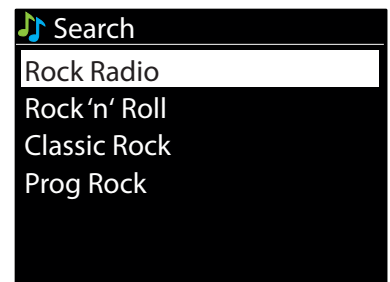 Search
Rock Radio
Rock ‘n‘ Roll
Classic Rock
Prog Rock